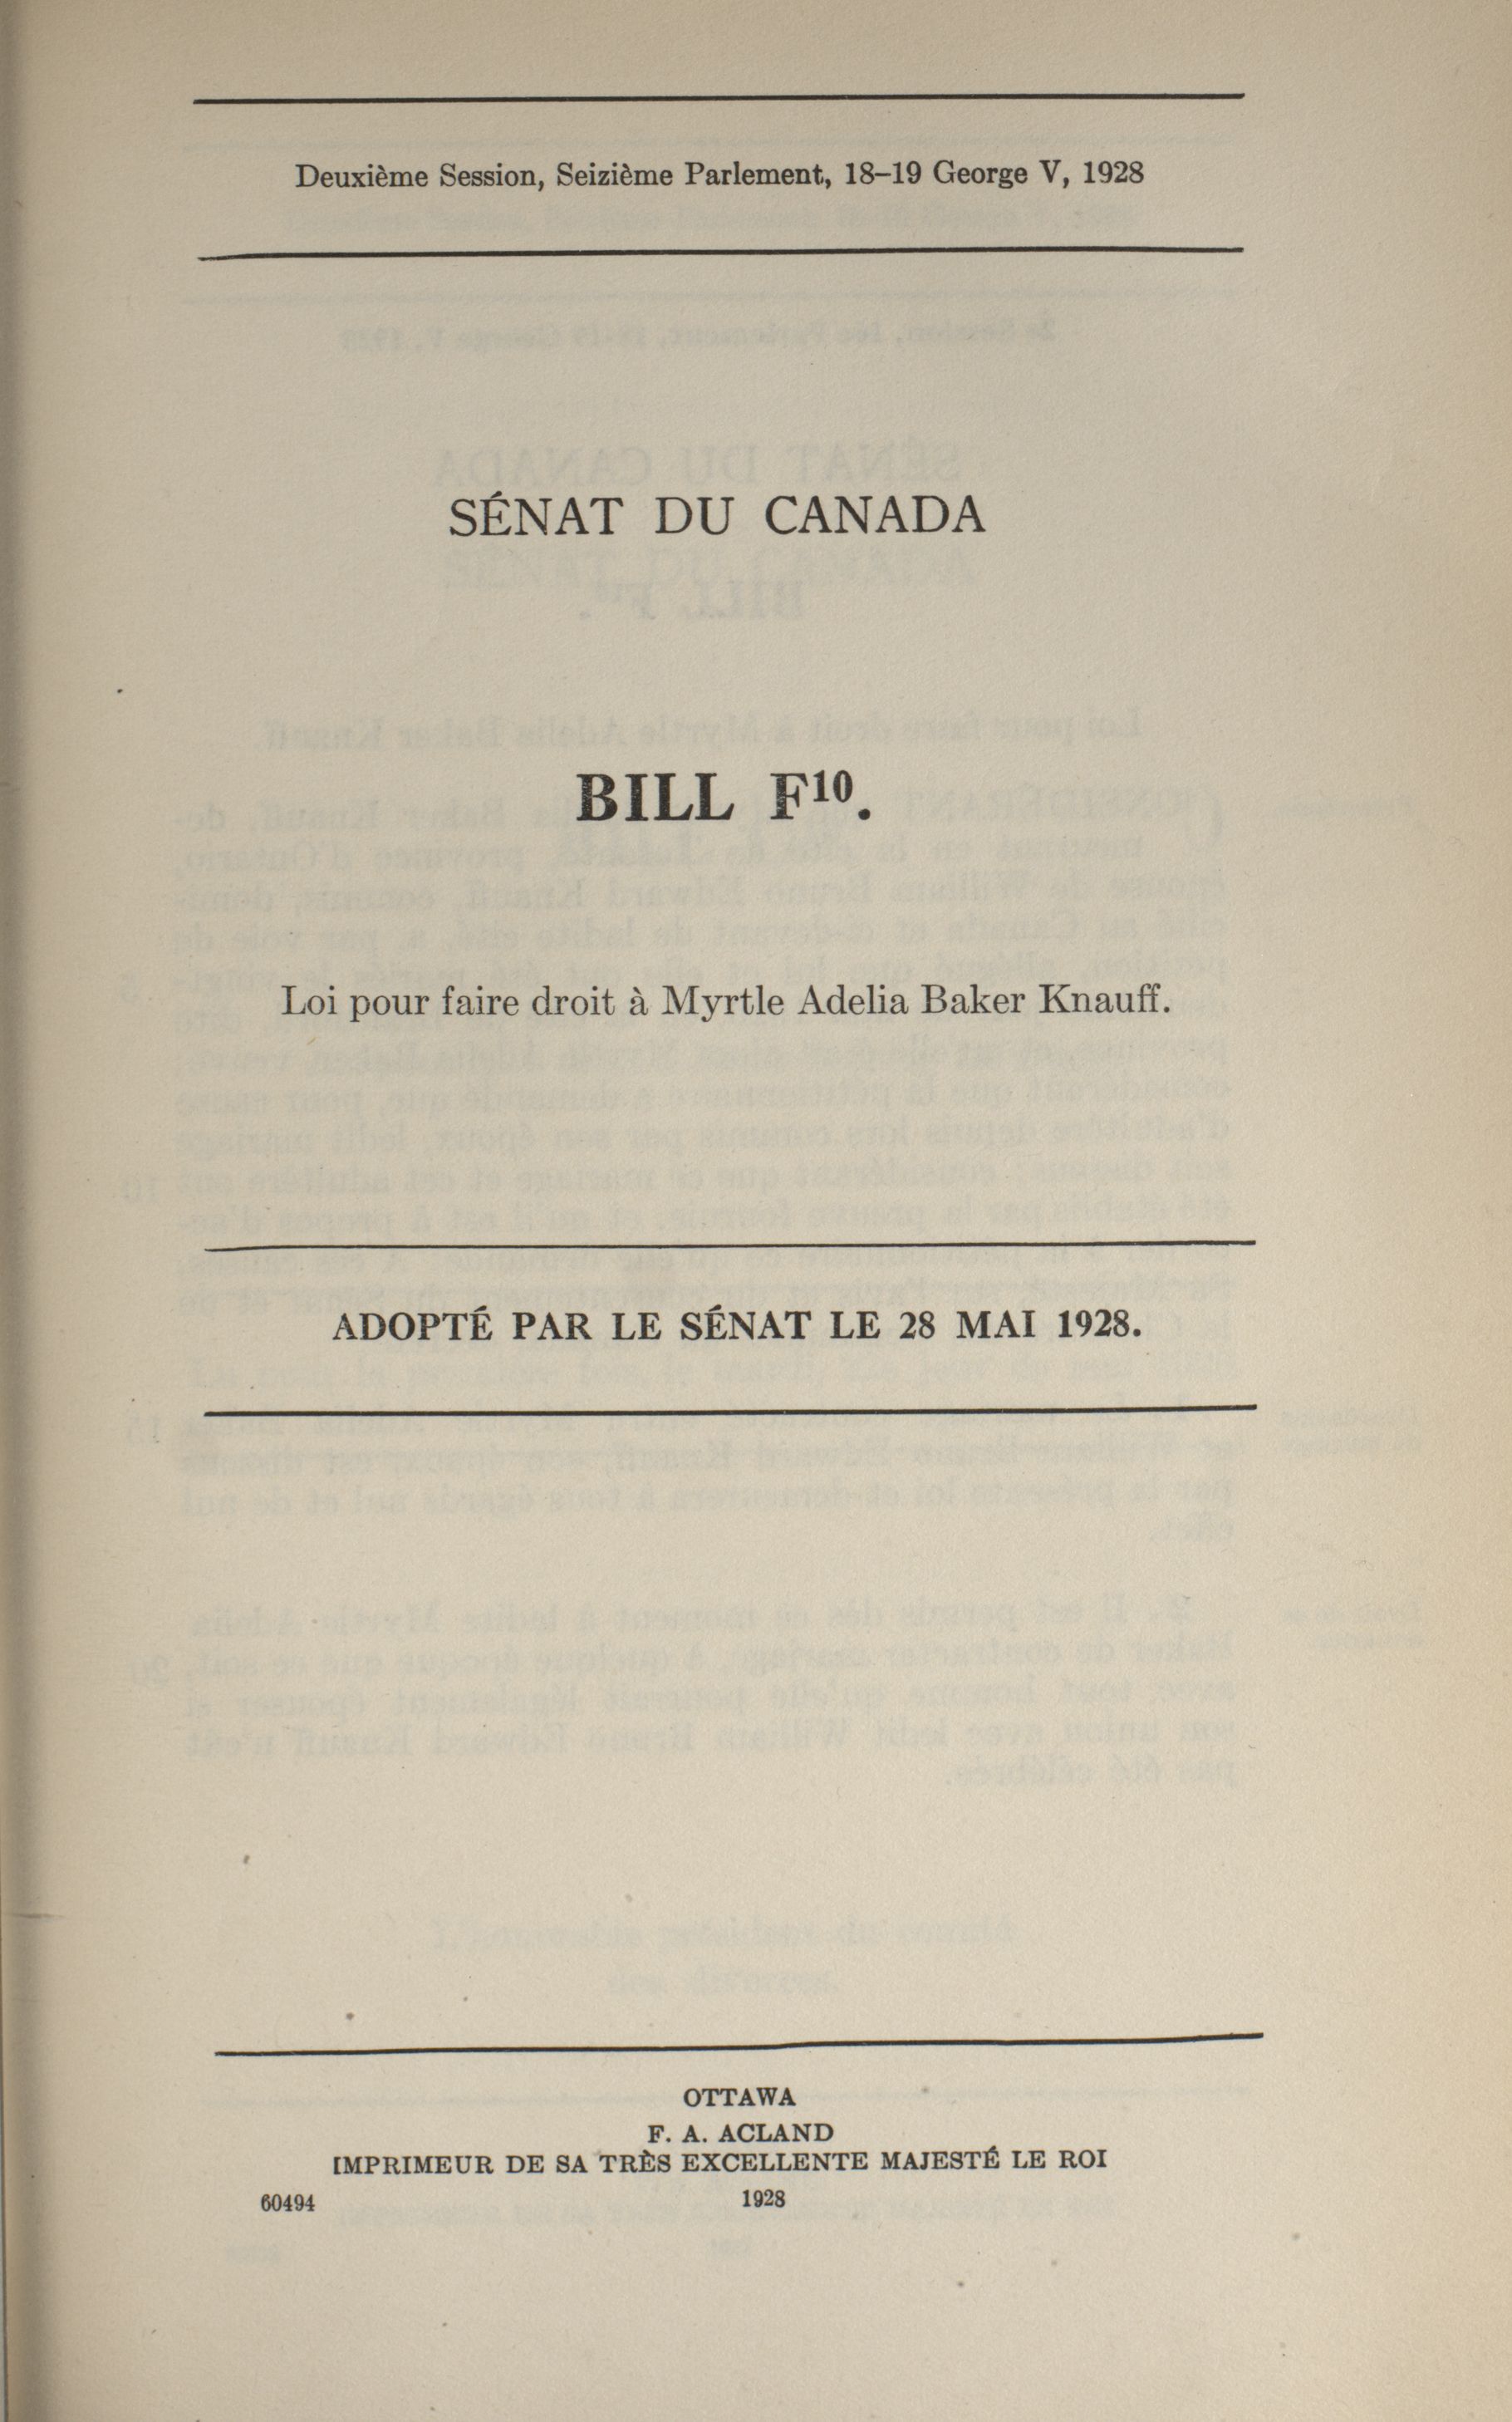 Deuxième Session, Seizième Parlement, 18–19 George V, 1928
SÉNAT DU CANADA
BILL F¹⁰.
Loi pour faire droit à Myrtle Adelia Baker Knauff.
ADOPTÉ PAR LE SÉNAT LE 28 MAI 1928.
OTTAWA
F. A. ACLAND
IMPRIMEUR DE SA TRÈS EXCELLENTE MAJESTÉ LE ROI
60494 1928